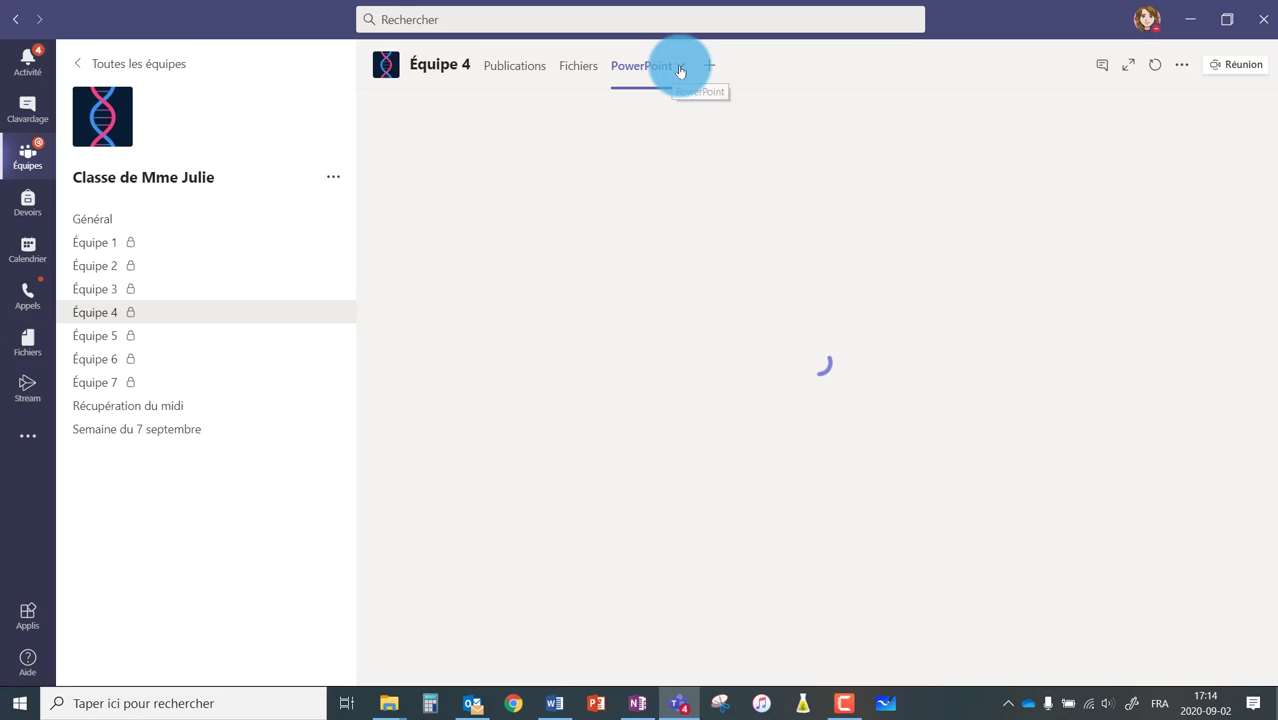 Rechercher
4
Activité
Clavardage
Équipes
Devoirs
Calendrier
Appels
Fichiers
Stream
Applis
Aide
Toutes les équipes
Classe de Mme Julie
Général
Équipe 1
Équipe 2
Équipe 3
Équipe 4
Équipe 5
Équipe 6
Équipe 7
Récupération du midi
Semaine du 7 septembre
Équipe 4 Publications Fichiers PowerPoint
Réunion
PowerPoint
Taper ici pour rechercher
4
FRA
17:14
2020-09-02